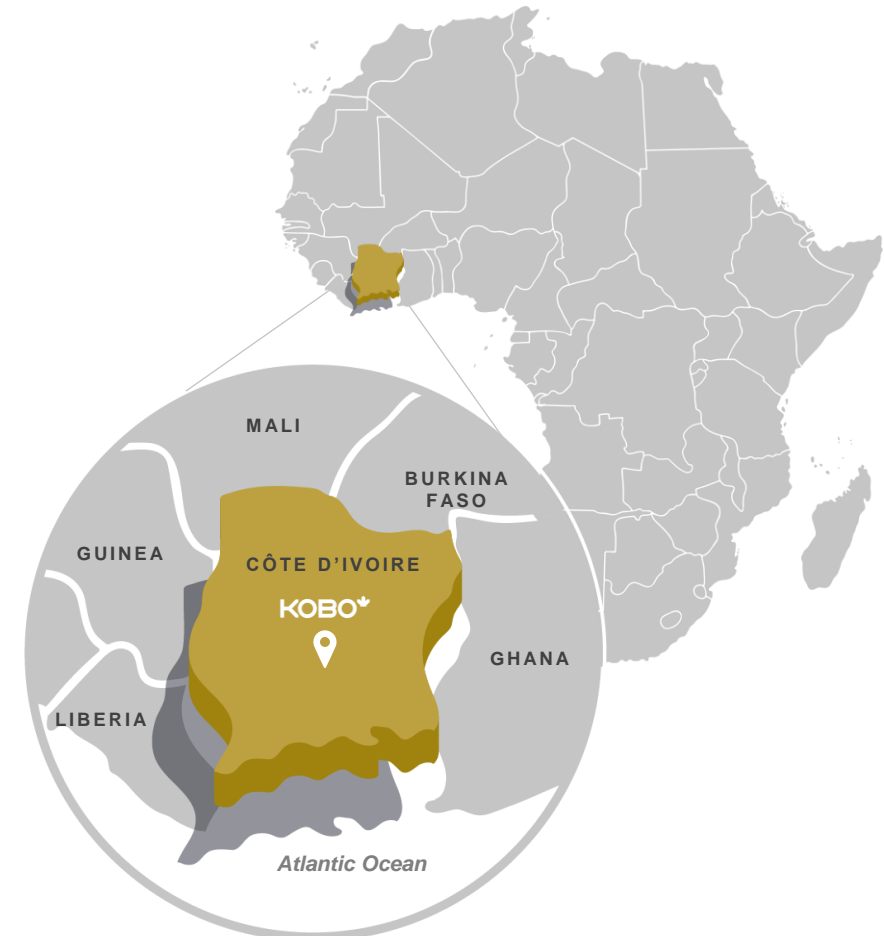 MALI
BURKINA
FASO
GUINEA
CÔTE D’IVOIRE
KOBO
GHANA
LIBERIA
Atlantic Ocean